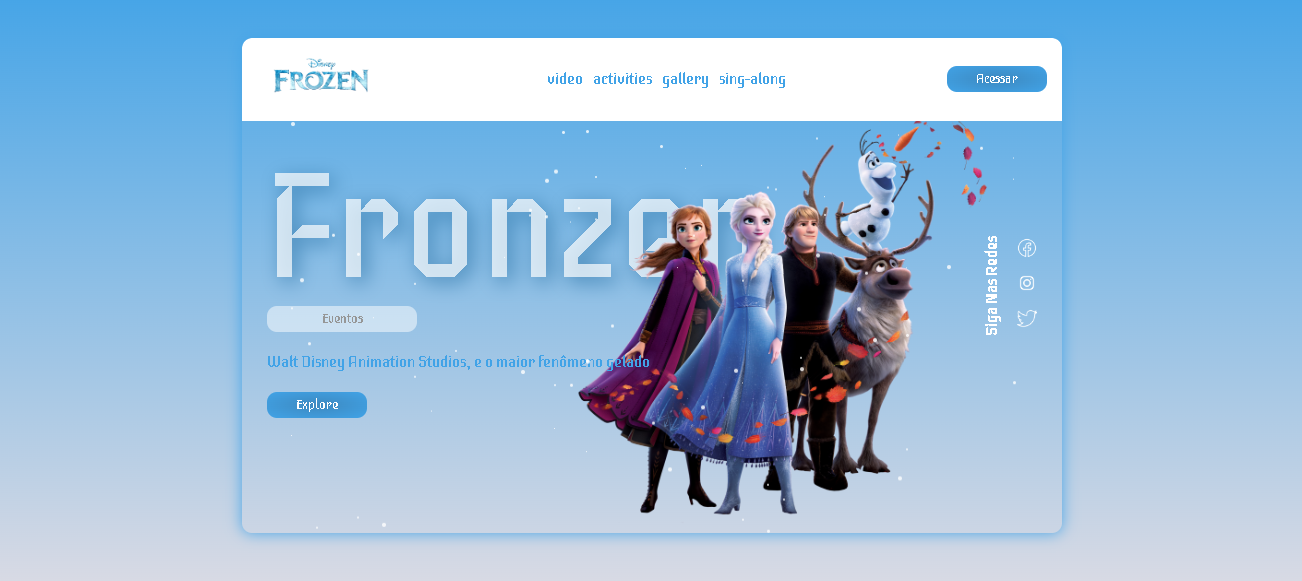 Disney
FROZEN
video activities gallery sing-along
Acessar
Fronzen
Eventos
Walt Disney Animation Studios, e o maior fenômeno gelado
Explore
Siga Nas Redes